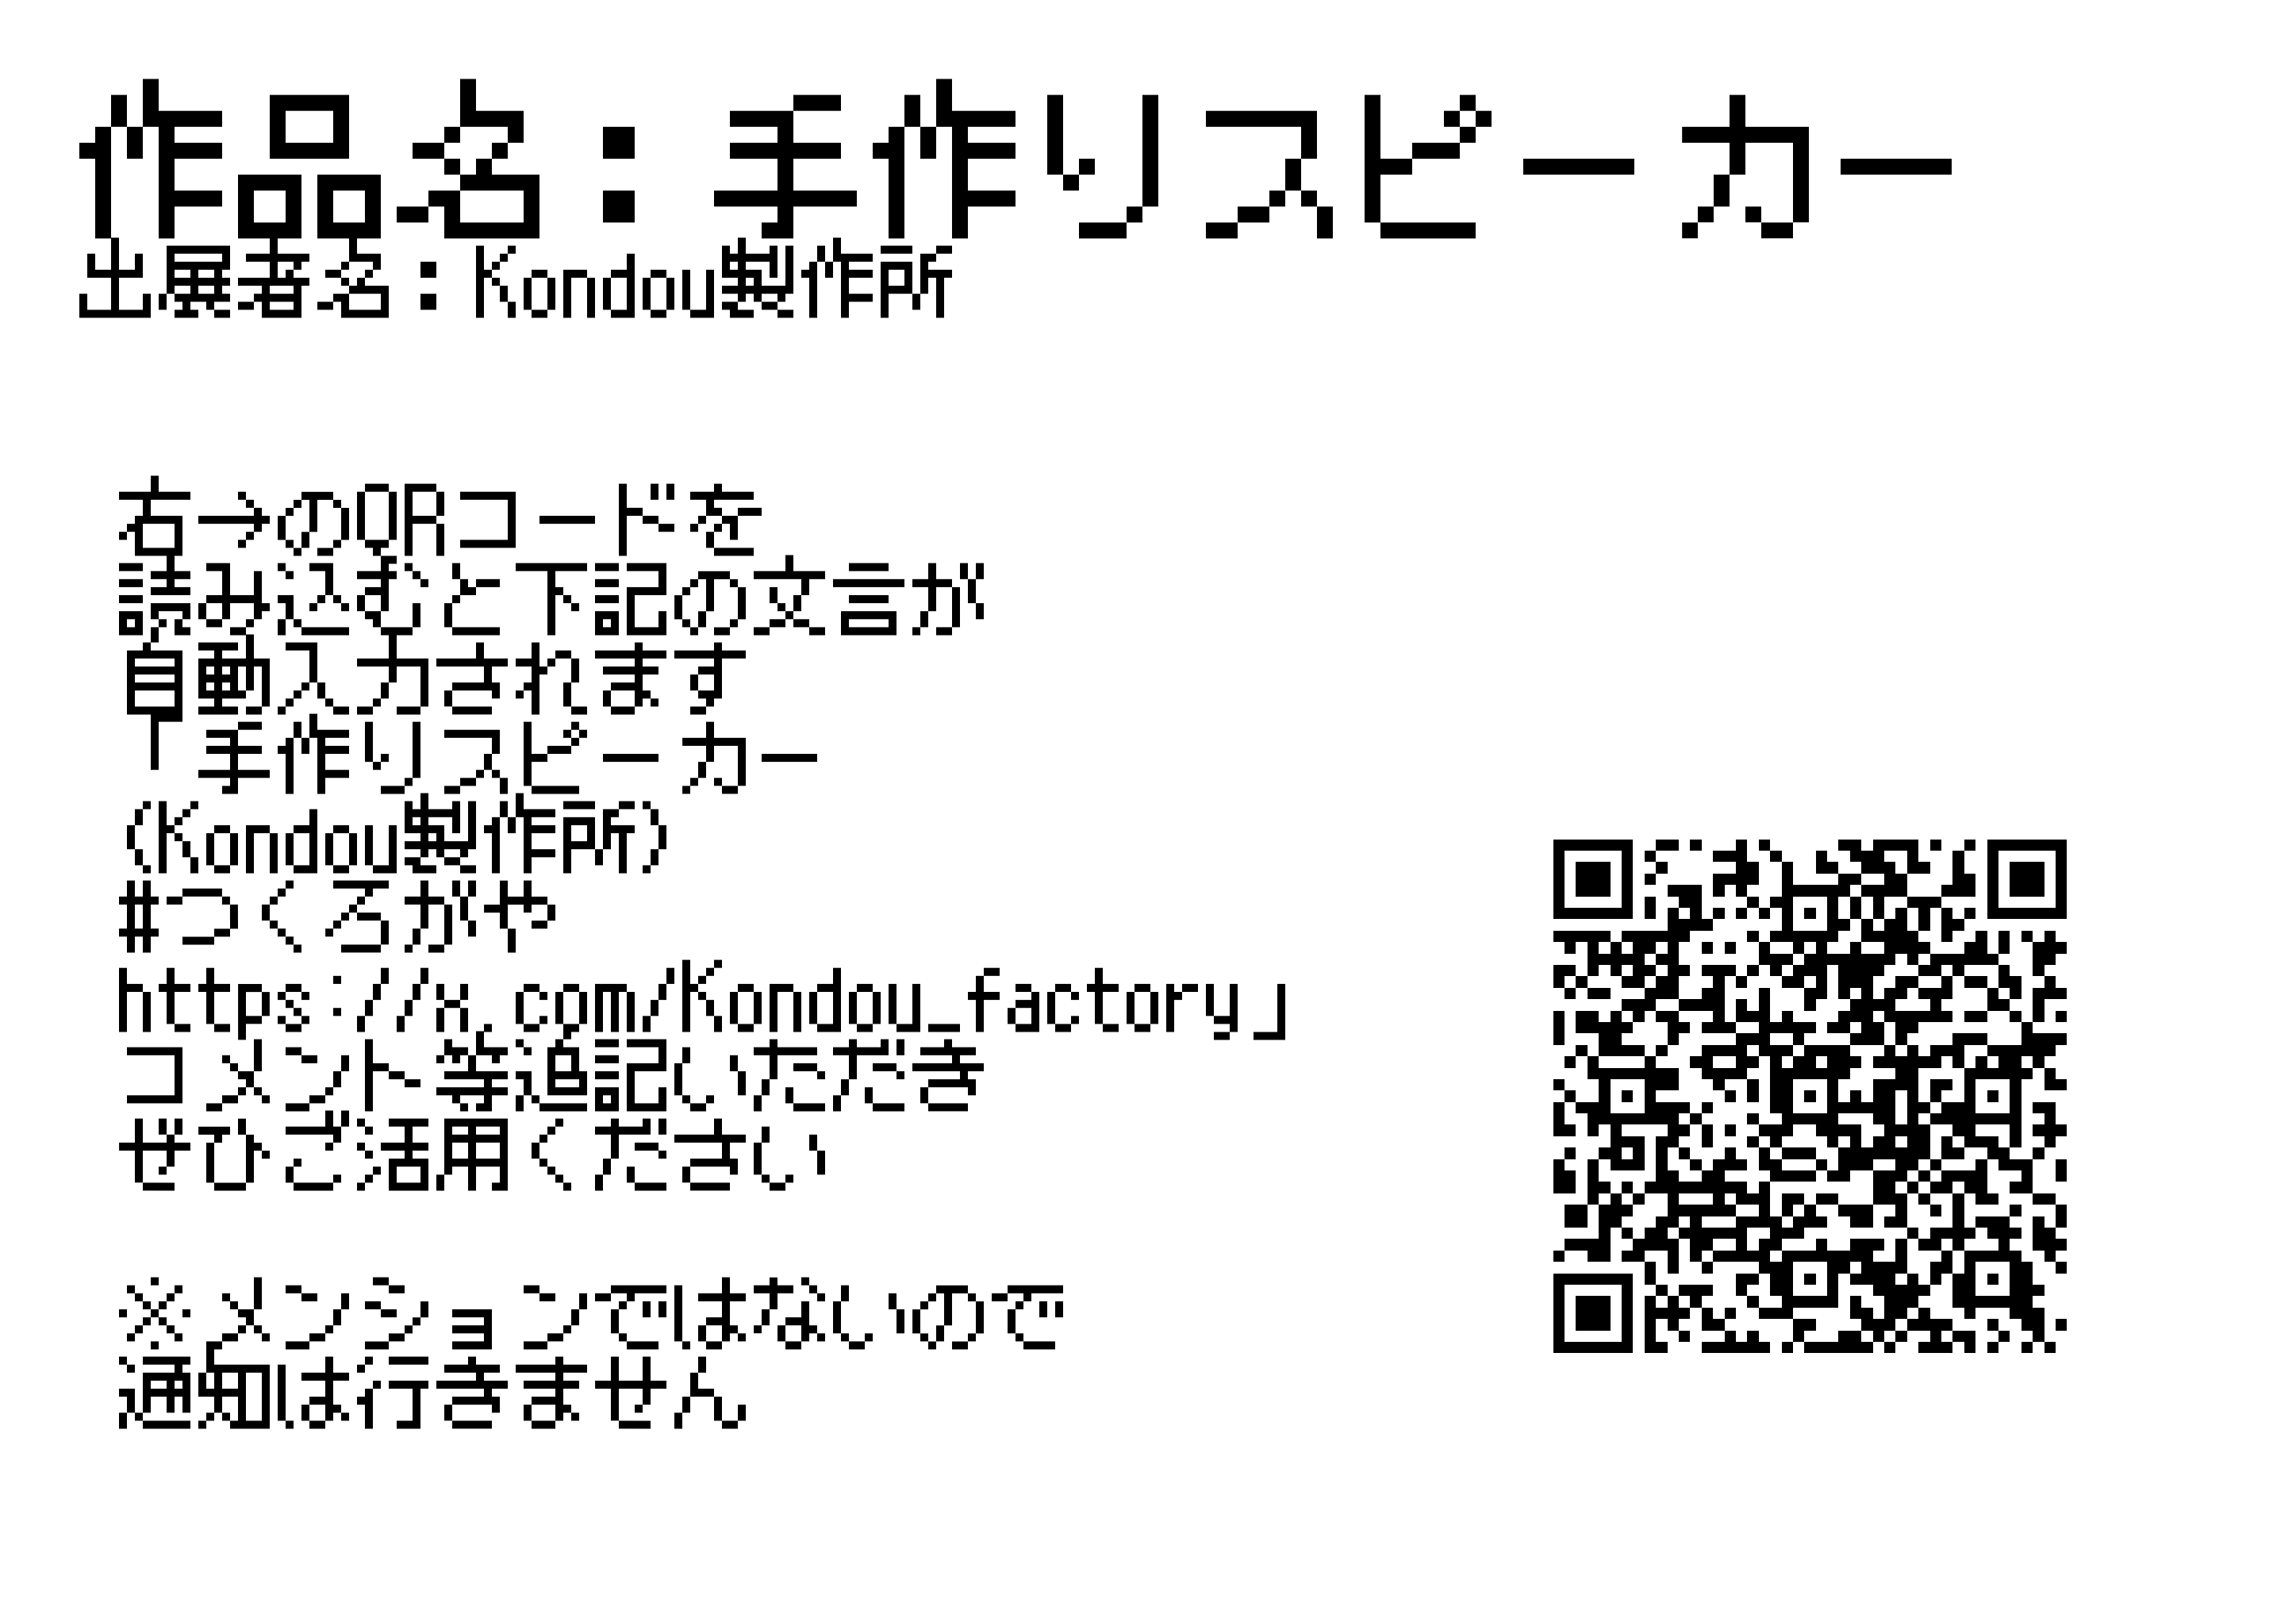 作品名：手作りスピーカー
出展者名：Kondou製作所
右→のQRコードを
読み込むと下記の文言が
自動入力されます
「手作りスピーカー
(Kondou製作所)
#つくろがや
https://x.com/Kondou_factory」
コメント等追記いただき
ぜひご活用ください
※メンションではないので
通知は行きません